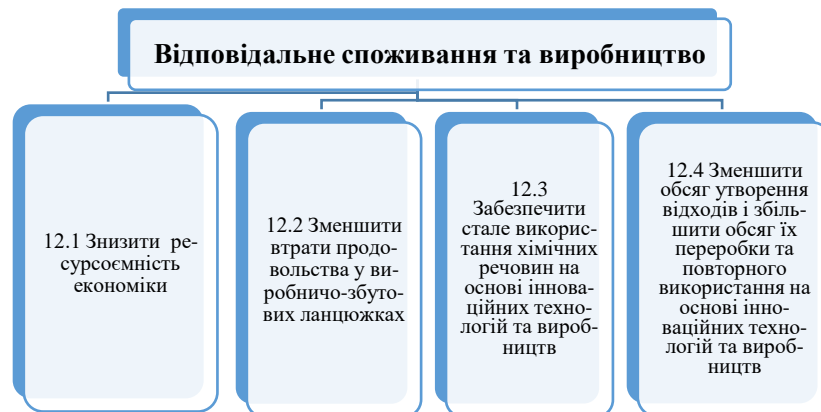 Відповідальне споживання та виробництво
12.1 Знизити ре-
сурсоємність
економіки
12.2 Зменшити
втрати продо-
вольства у ви-
робничо-збуто-
вих ланцюжках
12.3
Забезпечити
стале викорис-
тання хімічних
речовин на
основі іннова-
ційних техно-
логій та вироб-
ництв
12.4 Зменшити
обсяг утворення
відходів і збіль-
шити обсяг їх
переробки та
повторного
використання на
основі інно-
ваційних техно-
логій та вироб-
ництв